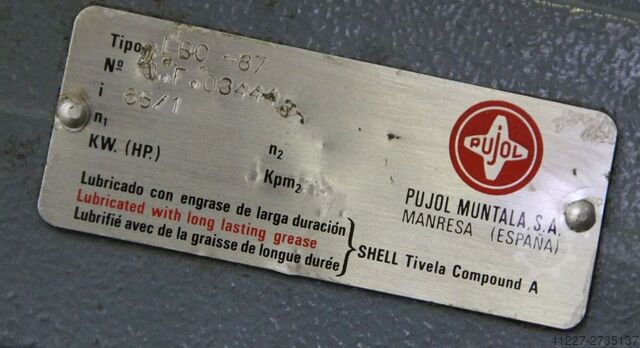 Tipo LBC -87
Nº
i 65/1
n1
KW. (HP.) n2
Kpm2
Lubricado con engrase de larga duración
Lubricated with long lasting grease
Lubrifié avec de la graisse de longue durée
SHELL Tivela Compound A
PUJOL
PUJOL MUNTALA, S.A.
MANRESA (ESPAÑA)
41227-2735137